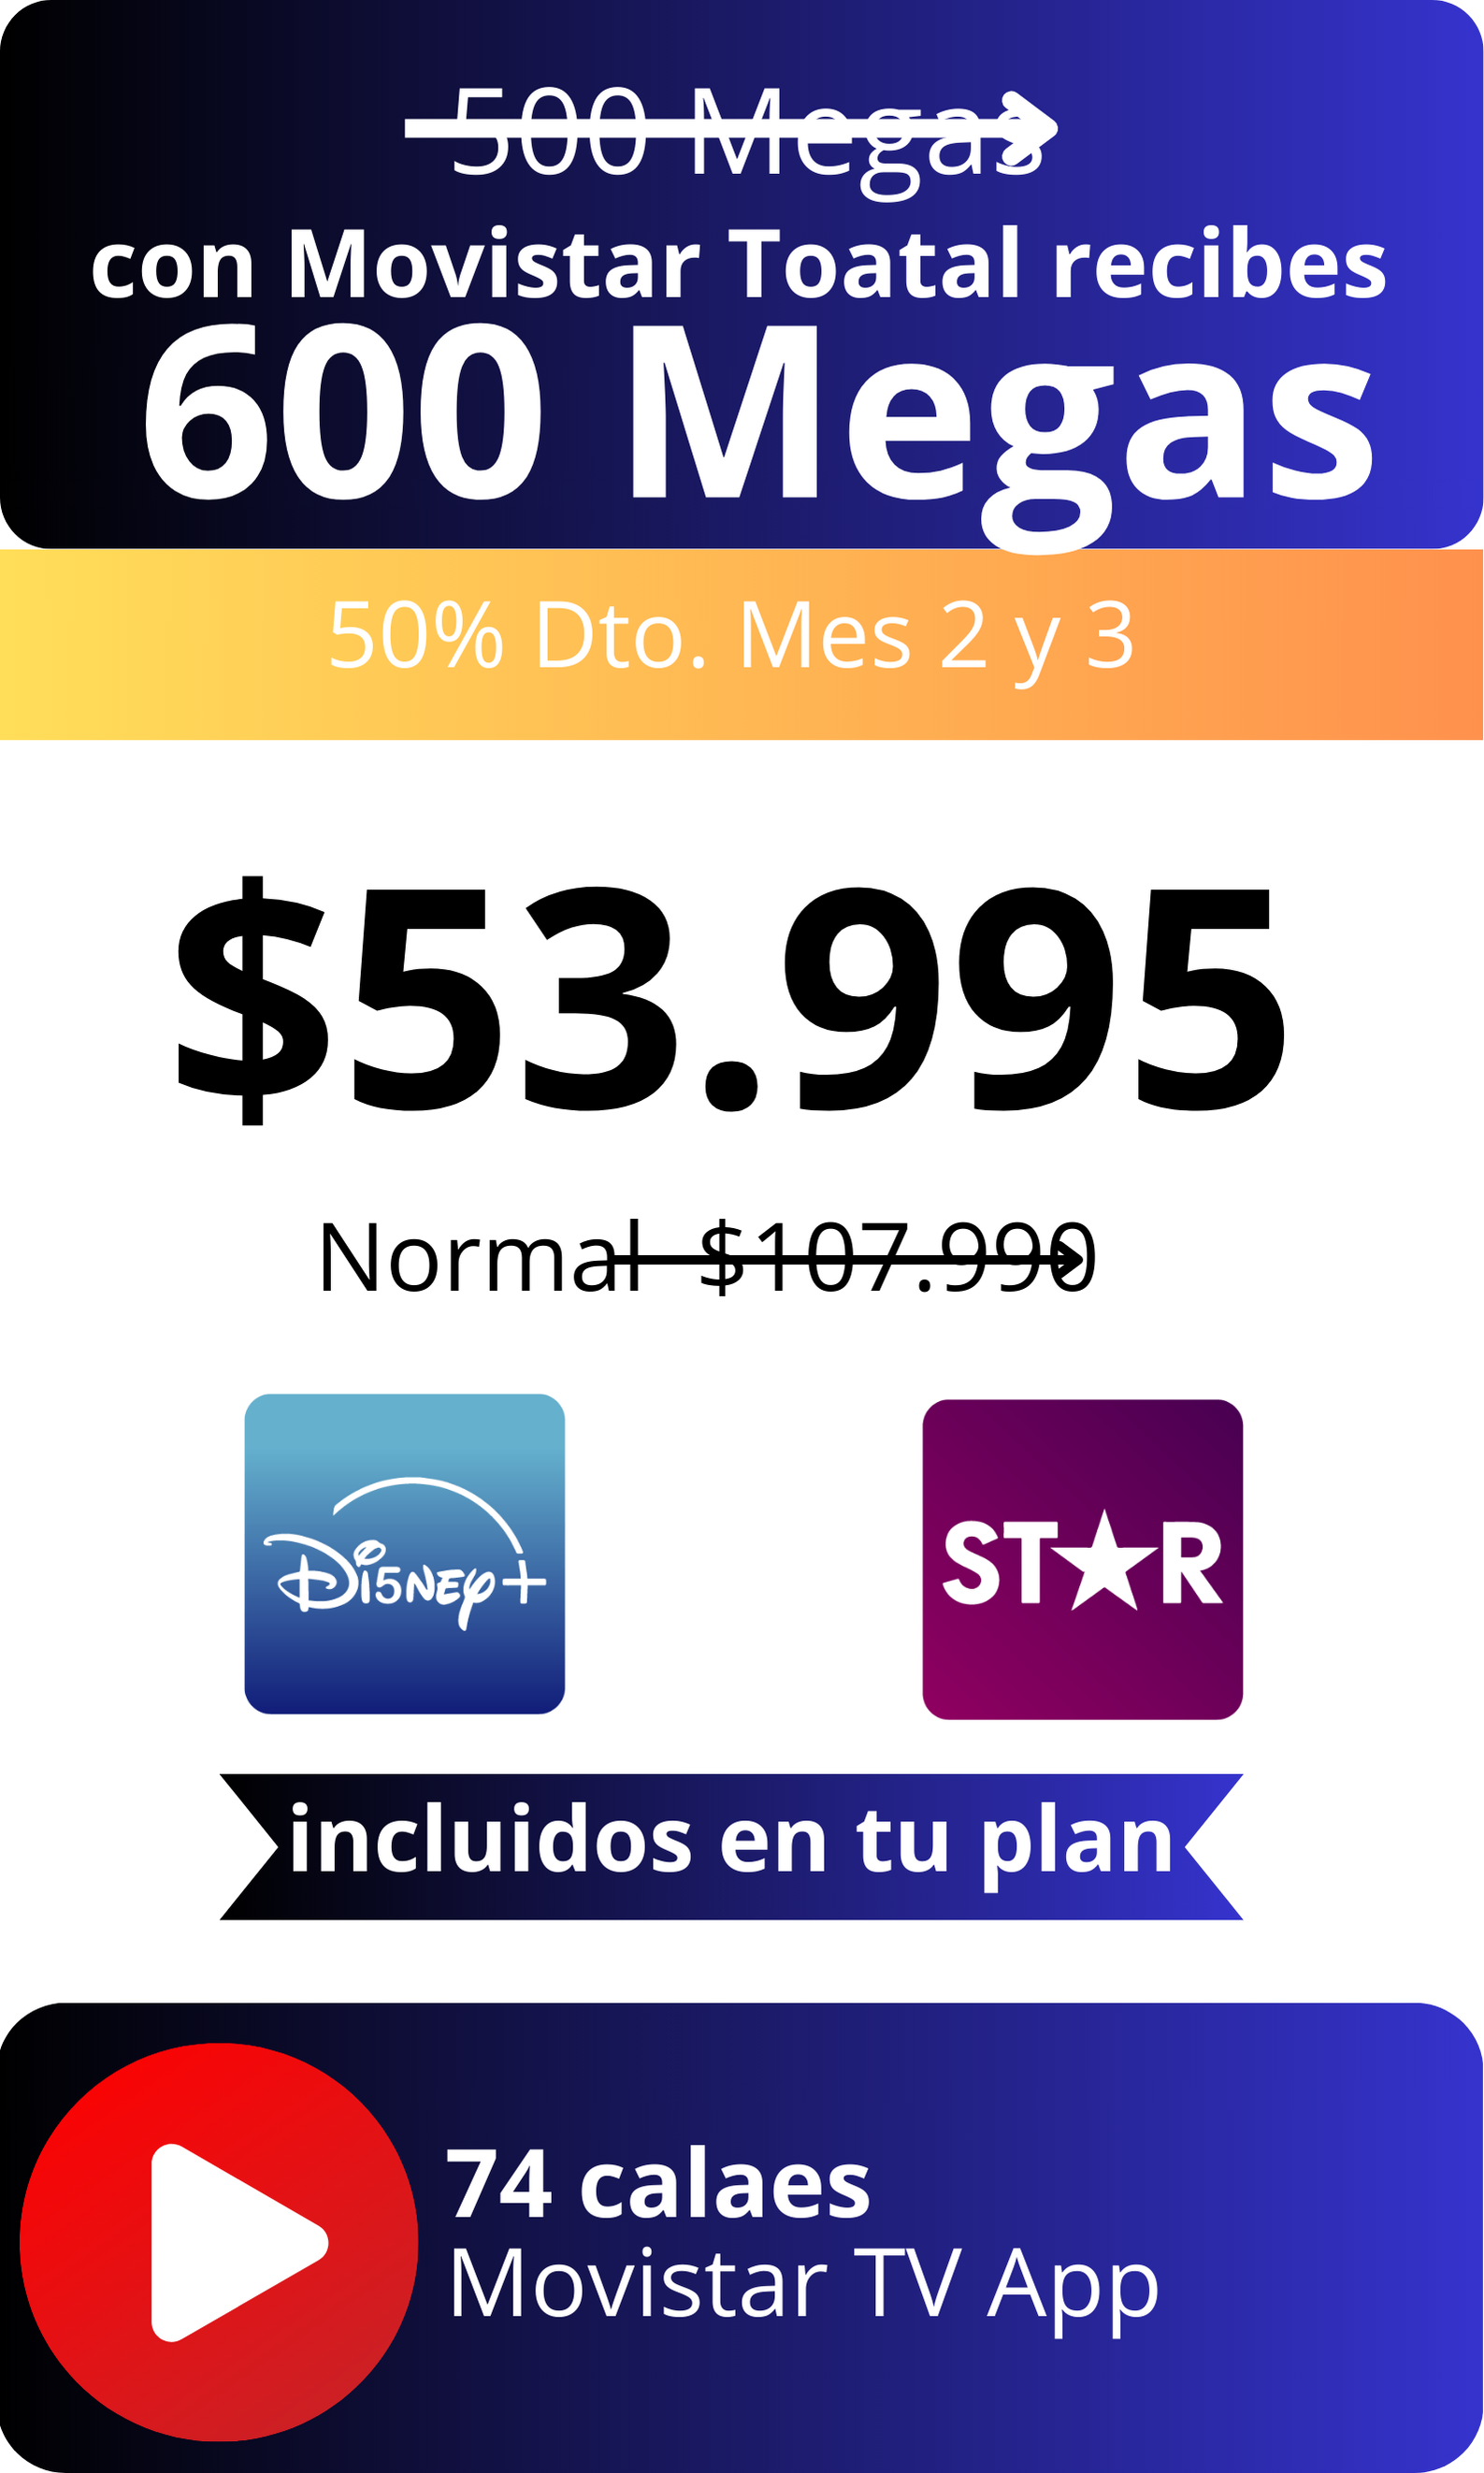 500 Megas
con Movistar Toatal recibes
600 Megas
50% Dto. Mes 2 y 3
$53.995
Normal $107.990
Disney+
STAR
incluidos en tu plan
74 calaes
Movistar TV App